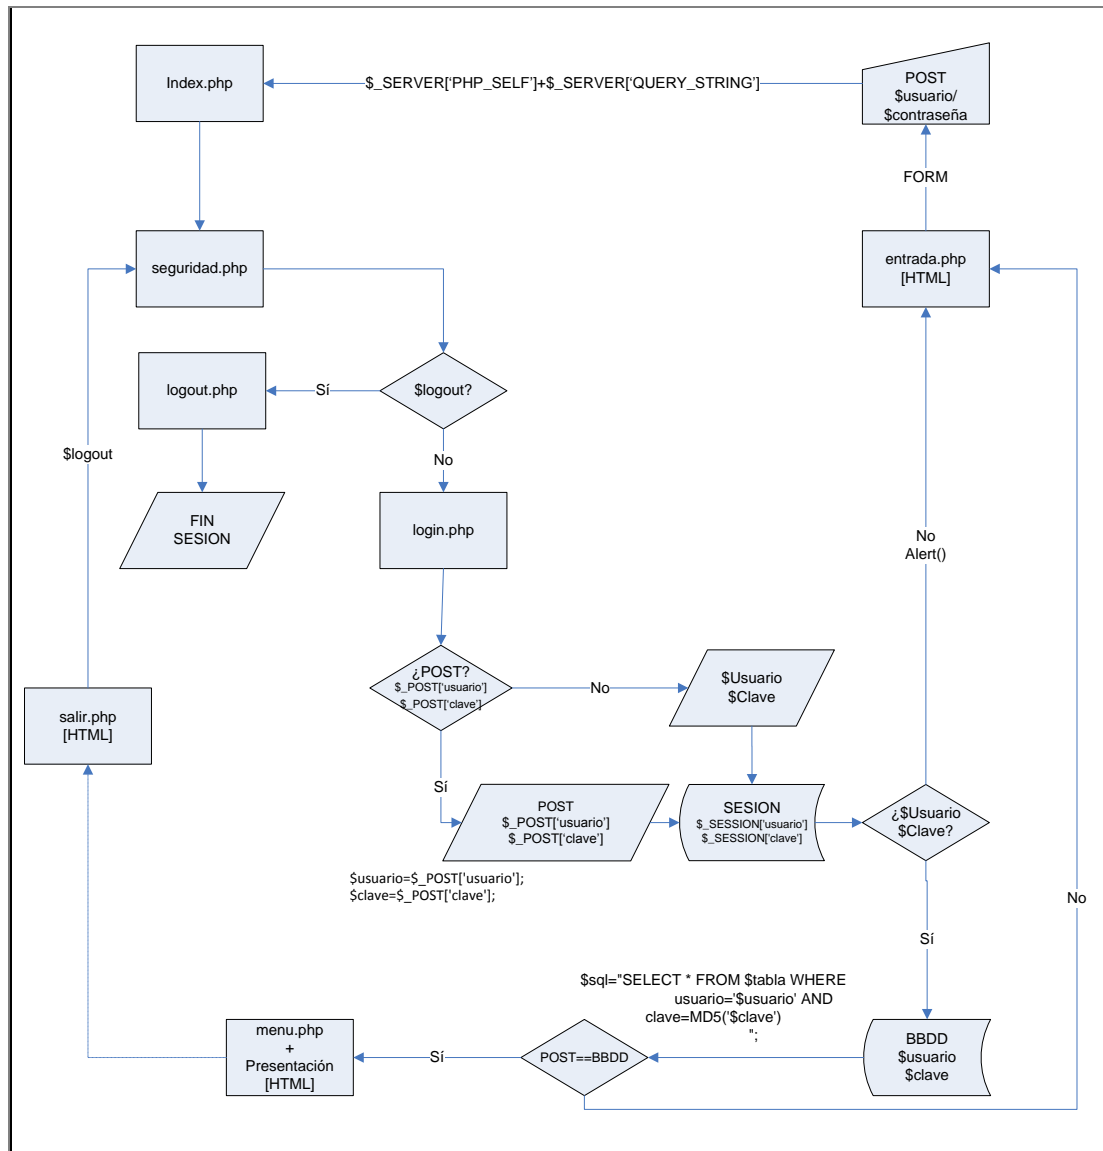 Index.php
$_SERVER[‘PHP_SELF’]+$_SERVER[‘QUERY_STRING’]
POST
$usuario/
$contraseña
FORM
seguridad.php
entrada.php
[HTML]
logout.php
Sí
$logout?
$logout
No
FIN
SESION
login.php
No
Alert()
¿POST?
$_POST['usuario']
$_POST['clave']
No
$Usuario
$Clave
salir.php
[HTML]
Sí
POST
$_POST[‘usuario’]
$_POST[‘clave’]
SESION
$_SESSION['usuario']
$_SESSION['clave']
¿$Usuario
$Clave?
$usuario=$_POST['usuario'];
$clave=$_POST['clave'];
No
Sí
$sql="SELECT * FROM $tabla WHERE
usuario='$usuario' AND
clave=MD5('$clave')
";
menu.php
+
Presentación
[HTML]
Sí
POST==BBDD
BBDD
$usuario
$clave